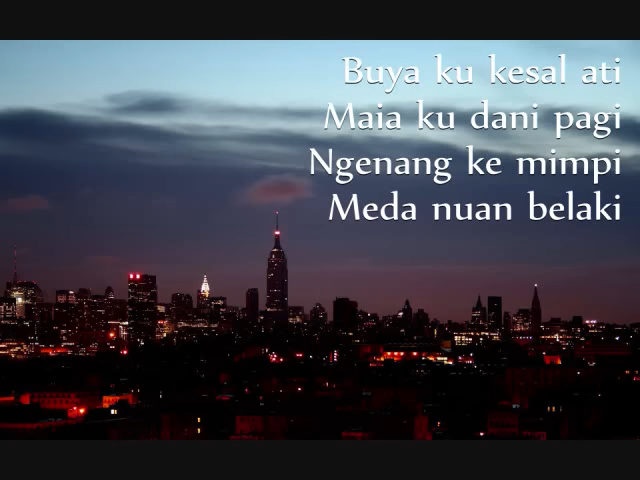 Buya ku kesal ati
Maia ku dani pagi
Ngenang ke mimpi
Meda nuan belaki